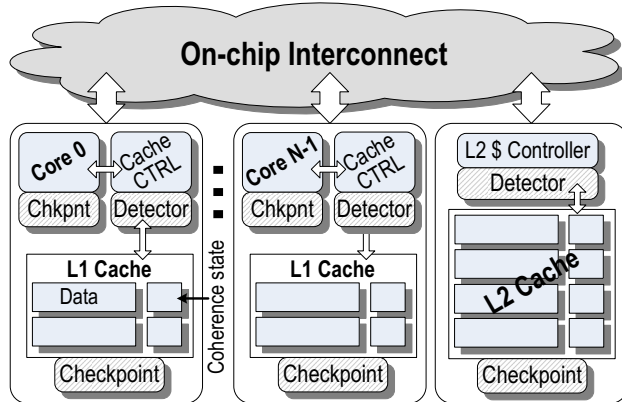 On-chip Interconnect
Core 0
Cache
CTRL
Chkpnt
Detector
L1 Cache
Data
Checkpoint
Coherence state
Core N-1
Cache
CTRL
Chkpnt
Detector
L1 Cache
Checkpoint
L2 $ Controller
Detector
L2 Cache
Checkpoint